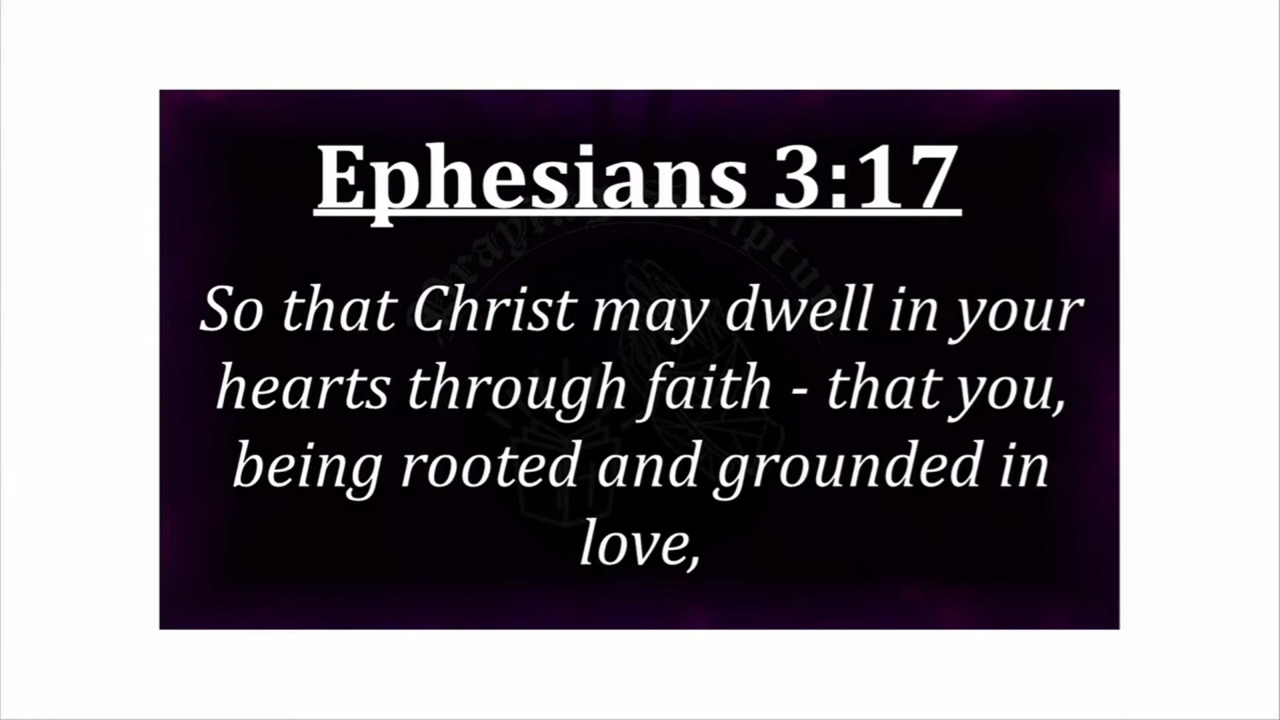 Ephesians 3:17
So that Christ may dwell in your
hearts through faith - that you,
being rooted and grounded in
love,